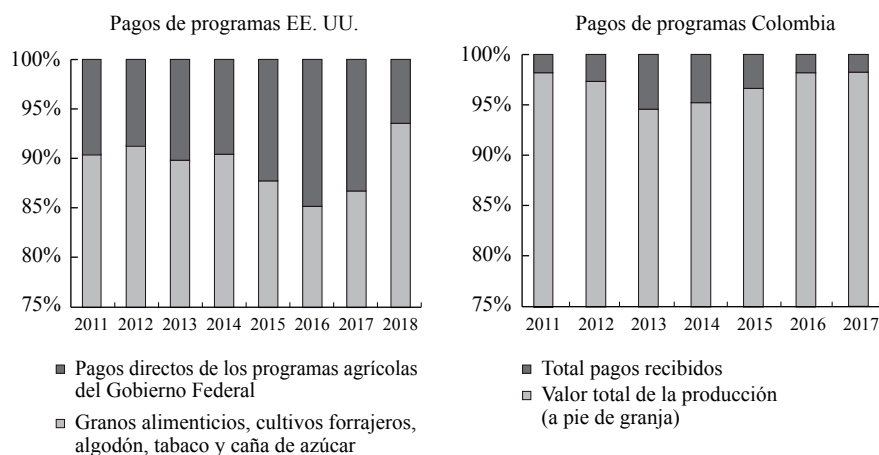 Pagos de programas EE. UU.
100%
95%
90%
85%
80%
75%
2011 2012 2013 2014 2015 2016 2017 2018
Pagos directos de los programas agrícolas
del Gobierno Federal
Granos alimenticios, cultivos forrajeros,
algodón, tabaco y caña de azúcar
Pagos de programas Colombia
100%
95%
90%
85%
80%
75%
2011 2012 2013 2014 2015 2016 2017
Total pagos recibidos
Valor total de la producción
(a pie de granja)